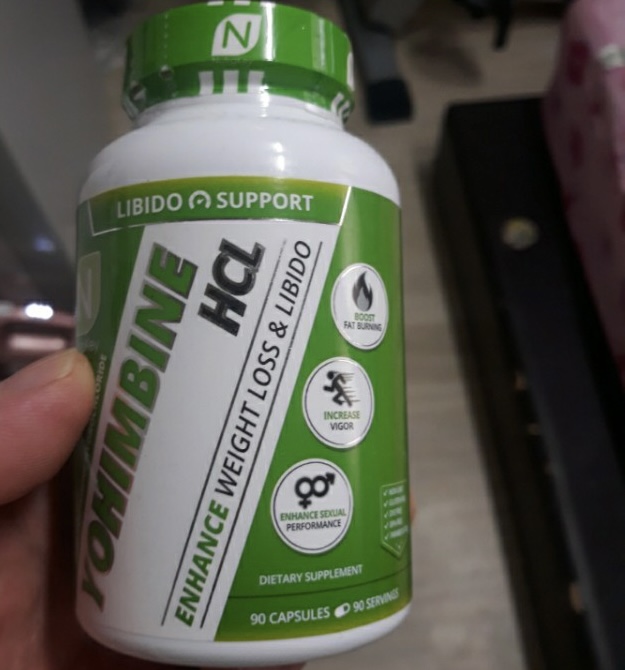 N
LIBIDO SUPPORT
YOHIMBINE
HCL
ENHANCE WEIGHT LOSS & LIBIDO
BOOST
FAT BURNING
INCREASE
VIGOR
ENHANCE SEXUAL
PERFORMANCE
DIETARY SUPPLEMENT
90 CAPSULES 90 SERVINGS